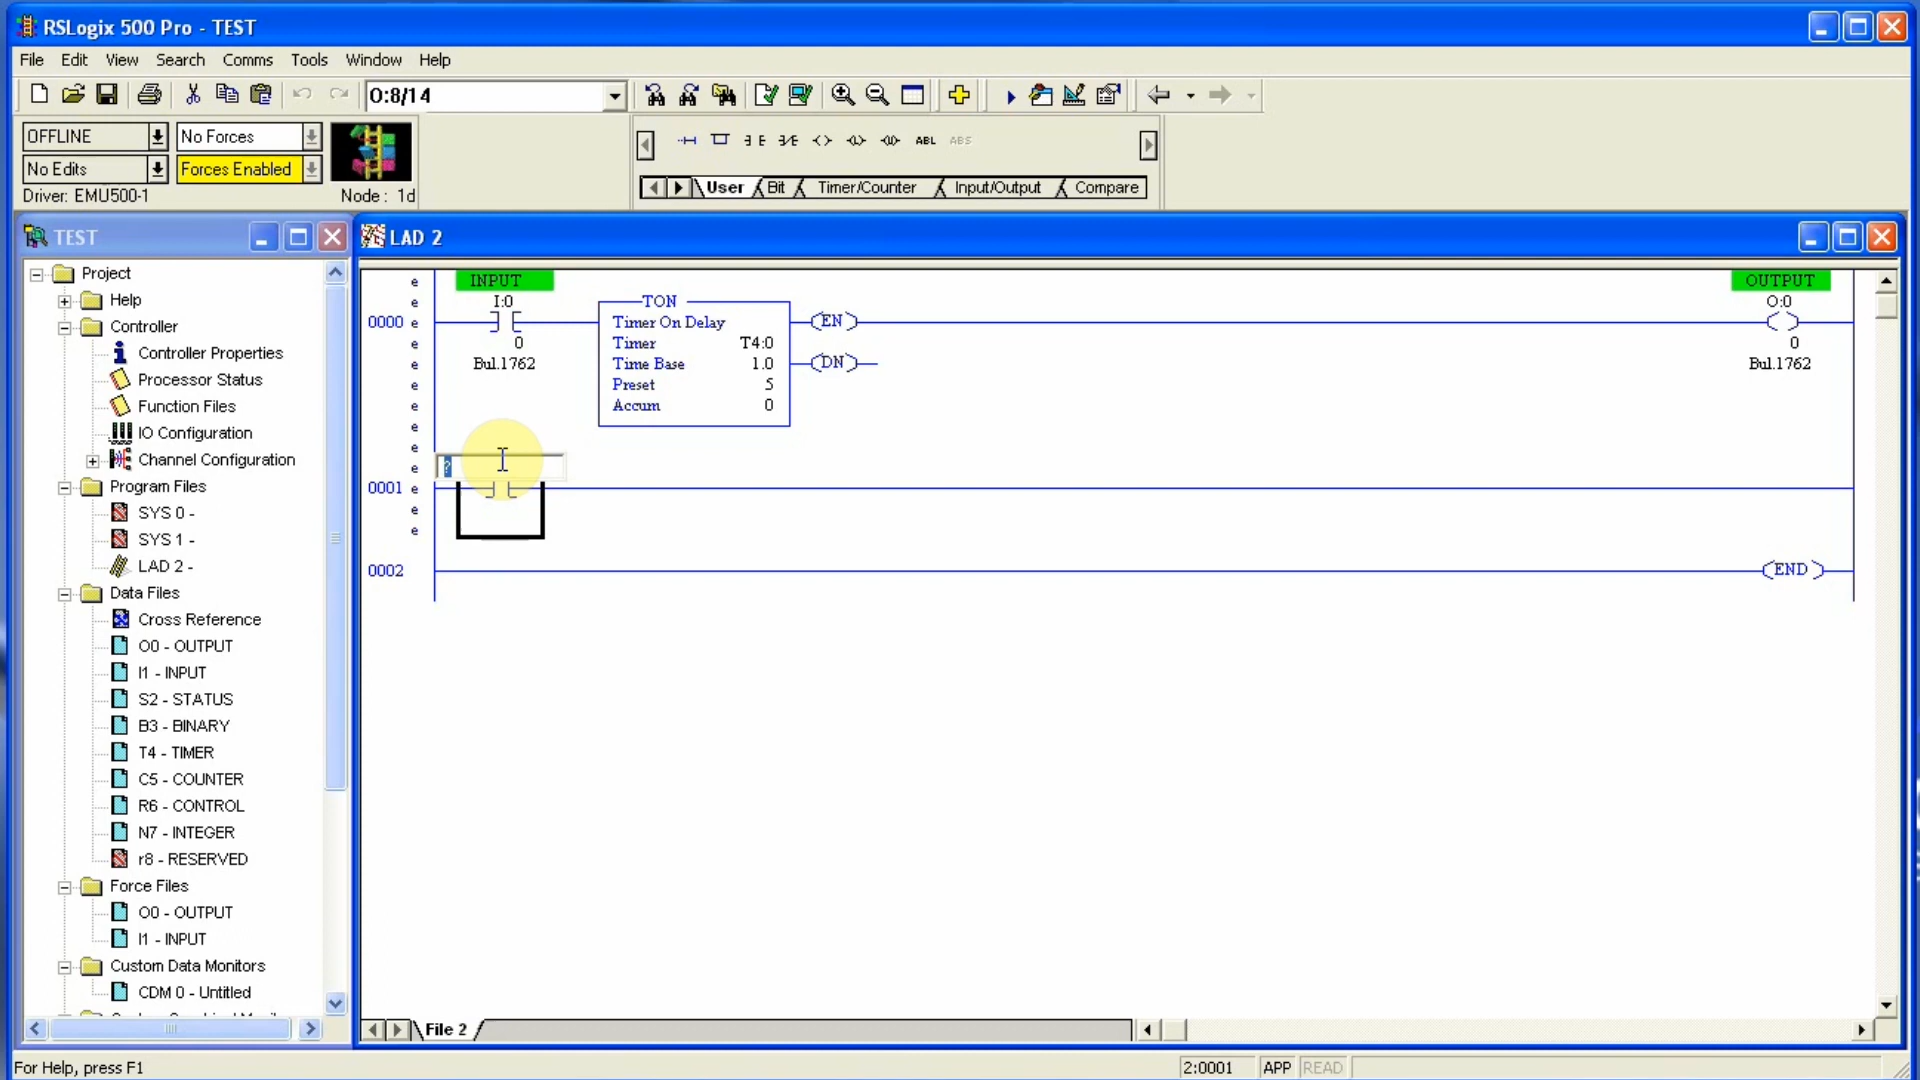 RSLogix 500 Pro - TEST
File Edit View Search Comms Tools Window Help
O:8/14
OFFLINE No Forces
No Edits Forces Enabled
Driver: EMU500-1 Node : 1d
ABL ABS
User Bit Timer/Counter Input/Output Compare
TEST
Project
Help
Controller
Controller Properties
Processor Status
Function Files
IO Configuration
Channel Configuration
Program Files
SYS 0 -
SYS 1 -
LAD 2 -
Data Files
Cross Reference
O0 - OUTPUT
I1 - INPUT
S2 - STATUS
B3 - BINARY
T4 - TIMER
C5 - COUNTER
R6 - CONTROL
N7 - INTEGER
r8 - RESERVED
Force Files
O0 - OUTPUT
I1 - INPUT
Custom Data Monitors
CDM 0 - Untitled
LAD 2
e INPUT OUTPUT
e I:0 TON O:0
0000 e Timer On Delay EN
e 0 Timer T4:0 0
e Bul.1762 Time Base 1.0 DN Bul.1762
e Preset 5
e Accum 0
e
e
e ?
0001 e
e
e
0002 END
File 2
For Help, press F1 2:0001 APP READ